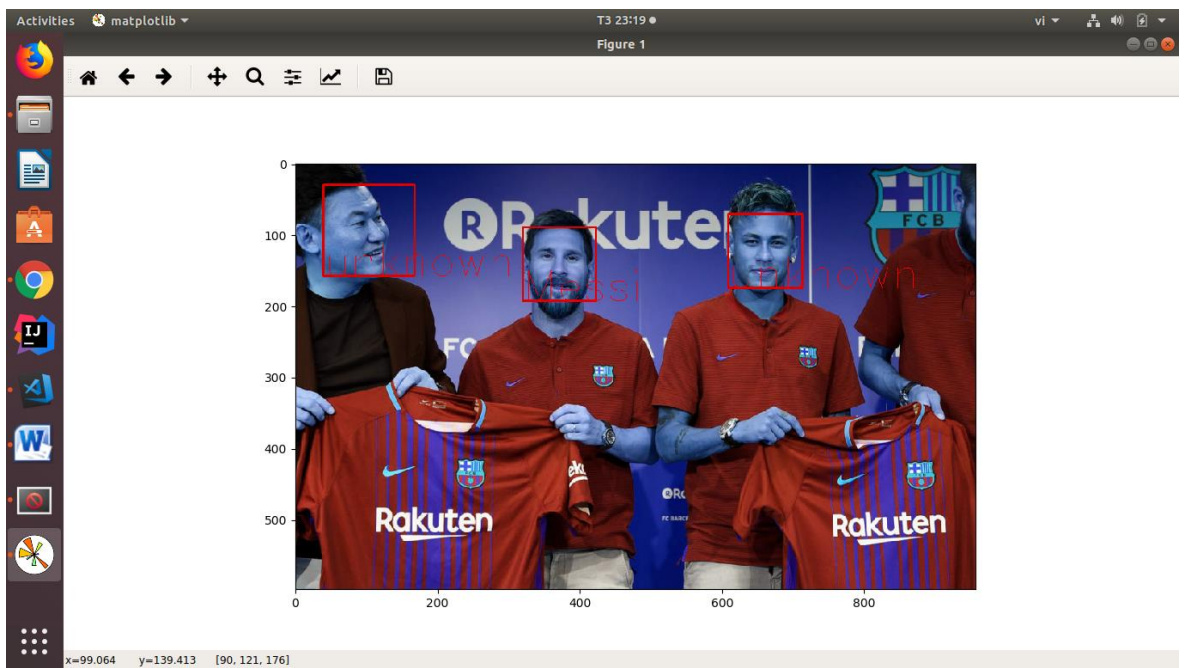 Activities matplotlib T3 23:19 vi
Figure 1
0
100
200
300
400
500
0 200 400 600 800
Rakuten
FCB
unknown
Messi
unknown
FC
Rakuten
Rakuten
x=99.064 y=139.413 [90, 121, 176]